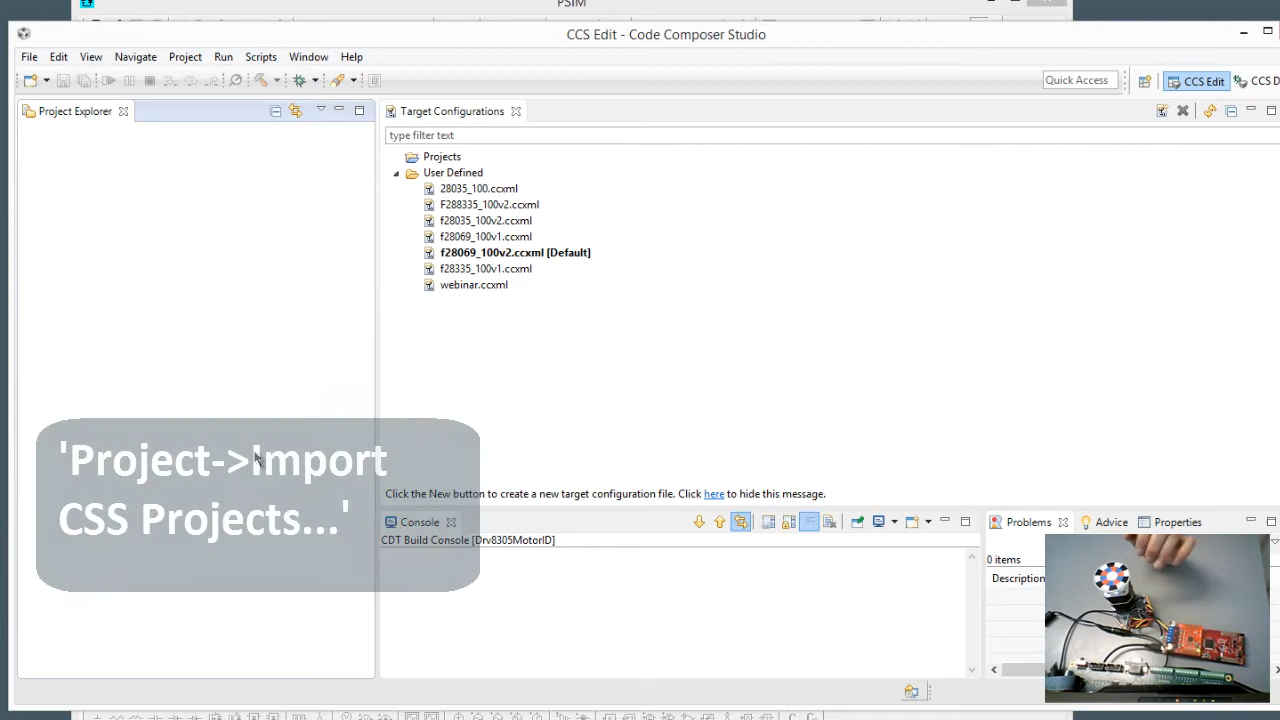 PSIM
CCS Edit - Code Composer Studio
File Edit View Navigate Project Run Scripts Window Help
Quick Access
CCS Edit
CCS D
Project Explorer
Target Configurations
type filter text
Projects
User Defined
28035_100.ccxml
F288335_100v2.ccxml
f28035_100v2.ccxml
f28069_100v1.ccxml
f28069_100v2.ccxml [Default]
f28335_100v1.ccxml
webinar.ccxml
'Project->Import
CSS Projects...'
Click the New button to create a new target configuration file. Click here to hide this message.
Console
CDT Build Console [Drv8305MotorID]
Problems
Advice
Properties
0 items
Description